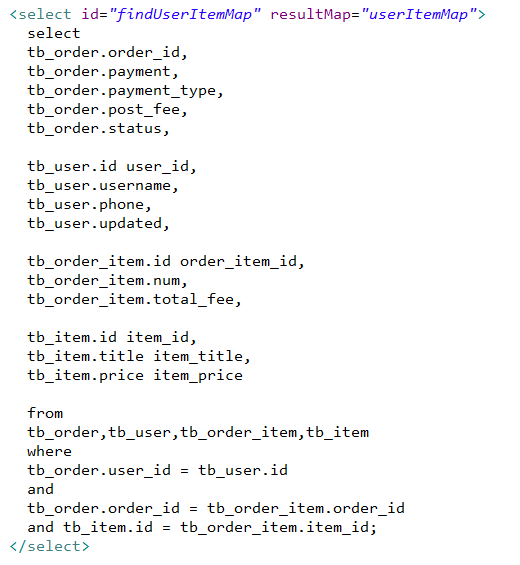 <select id="findUserItemMap" resultMap="userItemMap">
select
tb_order.order_id,
tb_order.payment,
tb_order.payment_type,
tb_order.post_fee,
tb_order.status,
tb_user.id user_id,
tb_user.username,
tb_user.phone,
tb_user.updated,
tb_order_item.id order_item_id,
tb_order_item.num,
tb_order_item.total_fee,
tb_item.id item_id,
tb_item.title item_title,
tb_item.price item_price
from
tb_order,tb_user,tb_order_item,tb_item
where
tb_order.user_id = tb_user.id
and
tb_order.order_id = tb_order_item.order_id
and tb_item.id = tb_order_item.item_id;
</select>